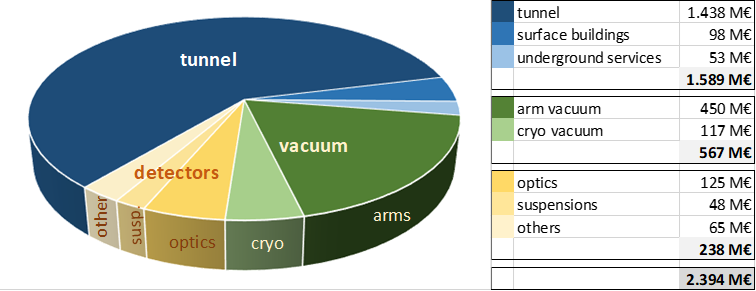 tunnel
vacuum
detectors
other
susp.
optics
cryo
arms
tunnel 1.438 M€
surface buildings 98 M€
underground services 53 M€
1.589 M€
arm vacuum 450 M€
cryo vacuum 117 M€
567 M€
optics 125 M€
suspensions 48 M€
others 65 M€
238 M€
2.394 M€